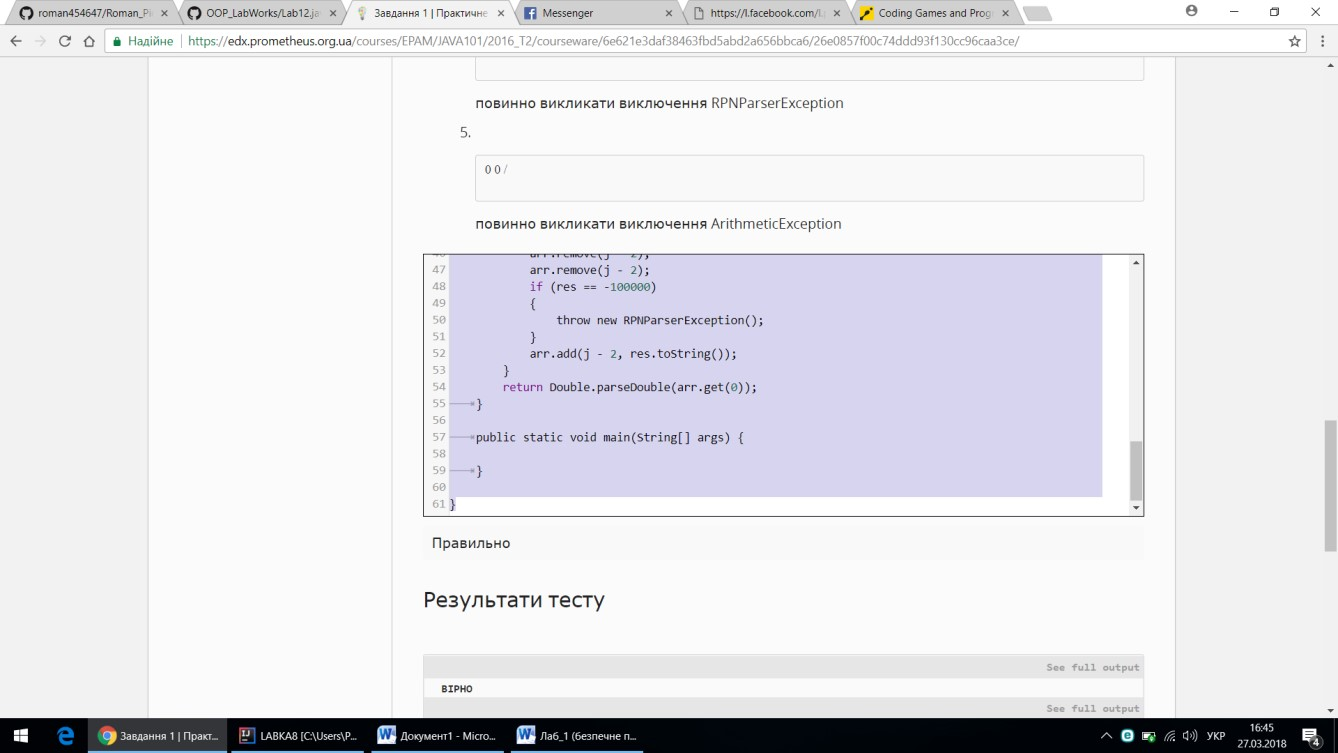 roman454647/Roman_Pi
OOP_LabWorks/Lab12.ja
Завдання 1 | Практичне
Messenger
https://l.facebook.com/l.p
Coding Games and Prog
Надійне | https://edx.prometheus.org.ua/courses/EPAM/JAVA101/2016_T2/courseware/6e621e3daf38463fbd5abd2a656bbca6/26e0857f00c74ddd93f130cc96caa3ce/
повинно викликати виключення RPNParserException
5.
0 0 /
повинно викликати виключення ArithmeticException
46 arr.remove(j - 2);
47 arr.remove(j - 2);
48 if (res == -100000)
49 {
50 throw new RPNParserException();
51 }
52 arr.add(j - 2, res.toString());
53 }
54 return Double.parseDouble(arr.get(0));
55 }
56
57 public static void main(String[] args) {
58
59 }
60
61 }
Правильно
Результати тесту
See full output
ВІРНО
See full output
Завдання 1 | Практ...
LABKA8 [C:\Users\P...
Документ1 - Micro...
Лаб_1 (безпечне п...
УКР
16:45
27.03.2018
4